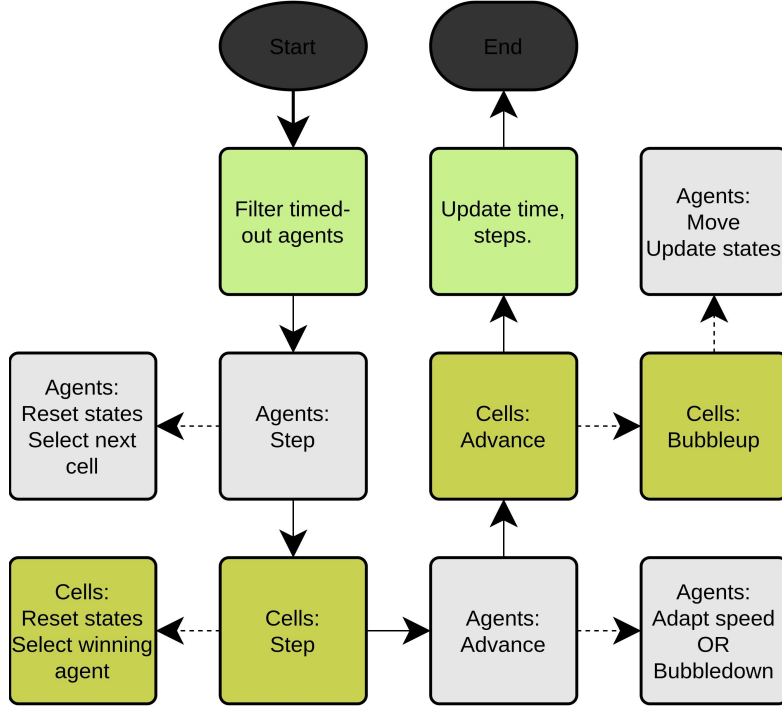 Start
End
Filter timed-
out agents
Update time,
steps.
Agents:
Move
Update states
Agents:
Reset states
Select next
cell
Agents:
Step
Cells:
Advance
Cells:
Bubbleup
Cells:
Reset states
Select winning
agent
Cells:
Step
Agents:
Advance
Agents:
Adapt speed
OR
Bubbledown